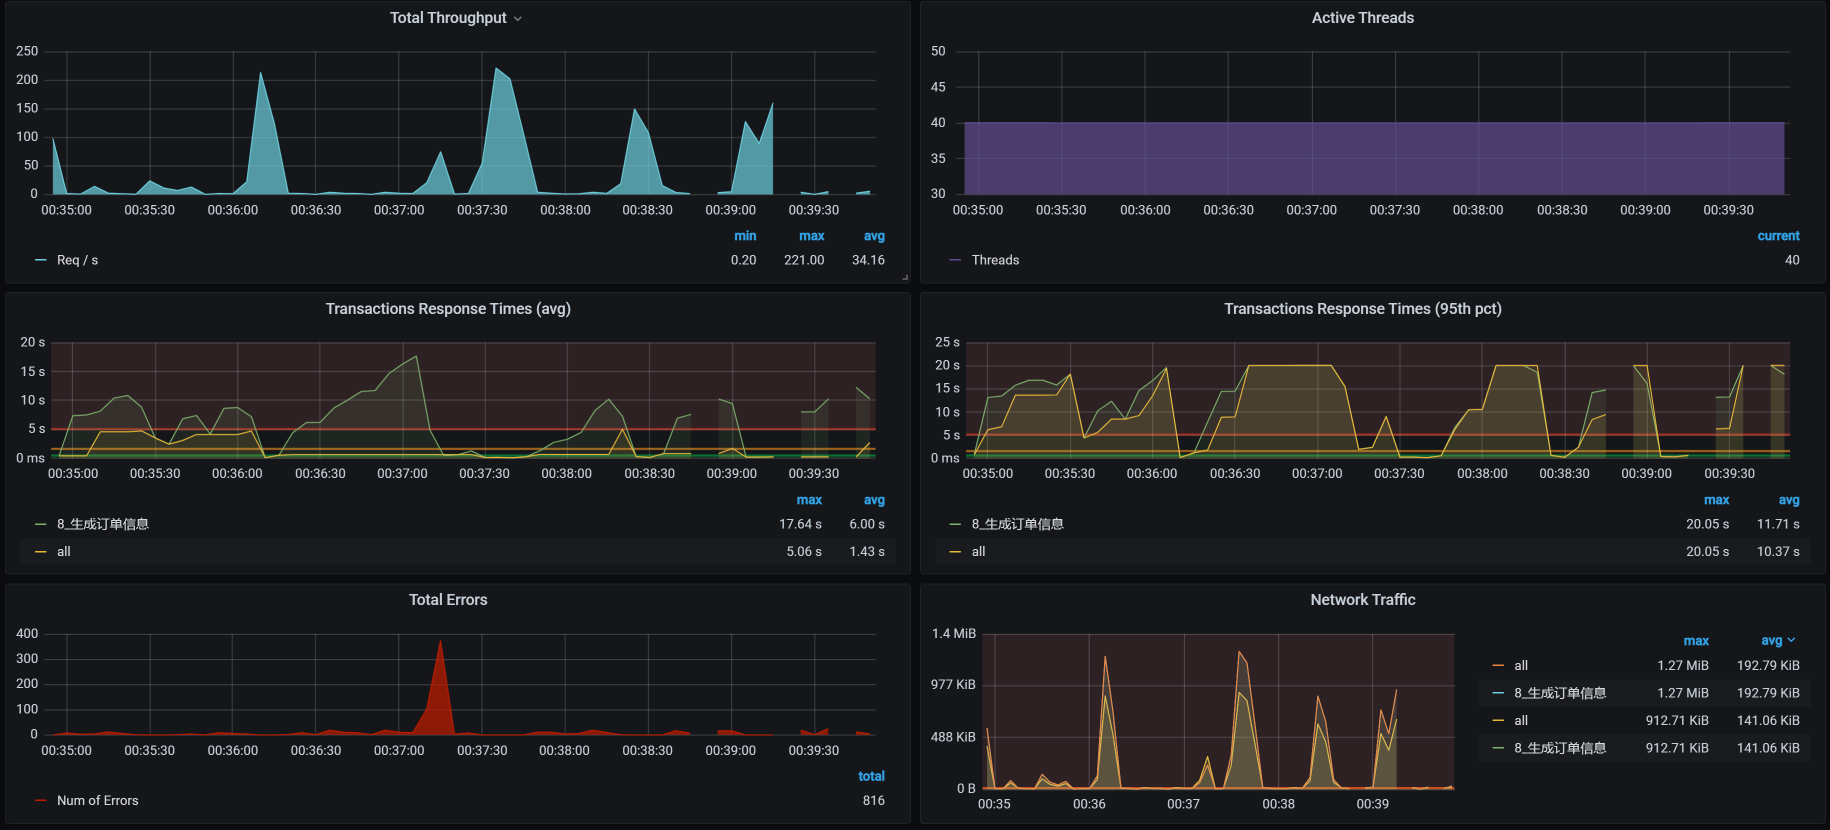 Total Throughput
250
200
150
100
50
0
00:35:00 00:35:30 00:36:00 00:36:30 00:37:00 00:37:30 00:38:00 00:38:30 00:39:00 00:39:30
min max avg
Req / s 0.20 221.00 34.16
Active Threads
50
45
40
35
30
00:35:00 00:35:30 00:36:00 00:36:30 00:37:00 00:37:30 00:38:00 00:38:30 00:39:00 00:39:30
current
Threads 40
Transactions Response Times (avg)
20 s
15 s
10 s
5 s
0 ms
00:35:00 00:35:30 00:36:00 00:36:30 00:37:00 00:37:30 00:38:00 00:38:30 00:39:00 00:39:30
max avg
8_生成订单信息 17.64 s 6.00 s
all 5.06 s 1.43 s
Transactions Response Times (95th pct)
25 s
20 s
15 s
10 s
5 s
0 ms
00:35:00 00:35:30 00:36:00 00:36:30 00:37:00 00:37:30 00:38:00 00:38:30 00:39:00 00:39:30
max avg
8_生成订单信息 20.05 s 11.71 s
all 20.05 s 10.37 s
Total Errors
400
300
200
100
0
00:35:00 00:35:30 00:36:00 00:36:30 00:37:00 00:37:30 00:38:00 00:38:30 00:39:00 00:39:30
total
Num of Errors 816
Network Traffic
1.4 MiB
977 KiB
488 KiB
0 B
00:35 00:36 00:37 00:38 00:39
max avg
all 1.27 MiB 192.79 KiB
8_生成订单信息 1.27 MiB 192.79 KiB
all 912.71 KiB 141.06 KiB
8_生成订单信息 912.71 KiB 141.06 KiB